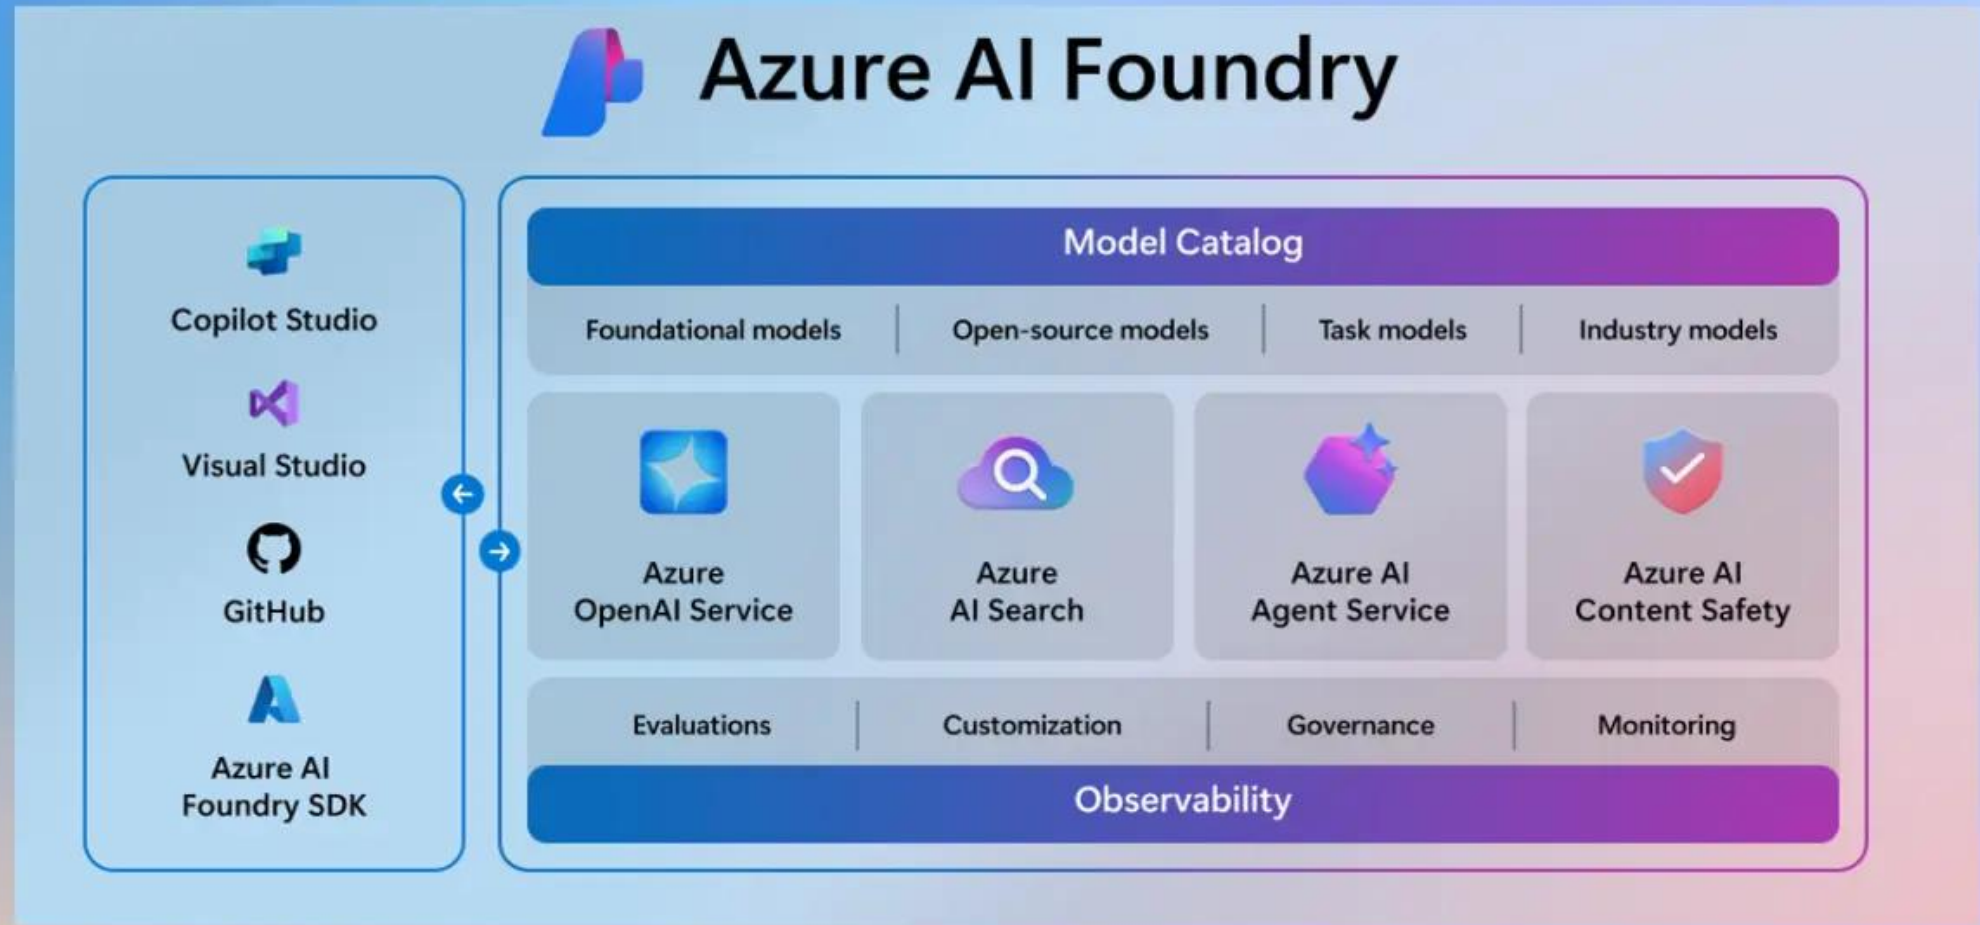 Azure AI Foundry
Copilot Studio
Visual Studio
GitHub
Azure AI
Foundry SDK
Model Catalog
Foundational models
Open-source models
Task models
Industry models
Azure
OpenAI Service
Azure
AI Search
Azure AI
Agent Service
Azure AI
Content Safety
Evaluations
Customization
Governance
Monitoring
Observability